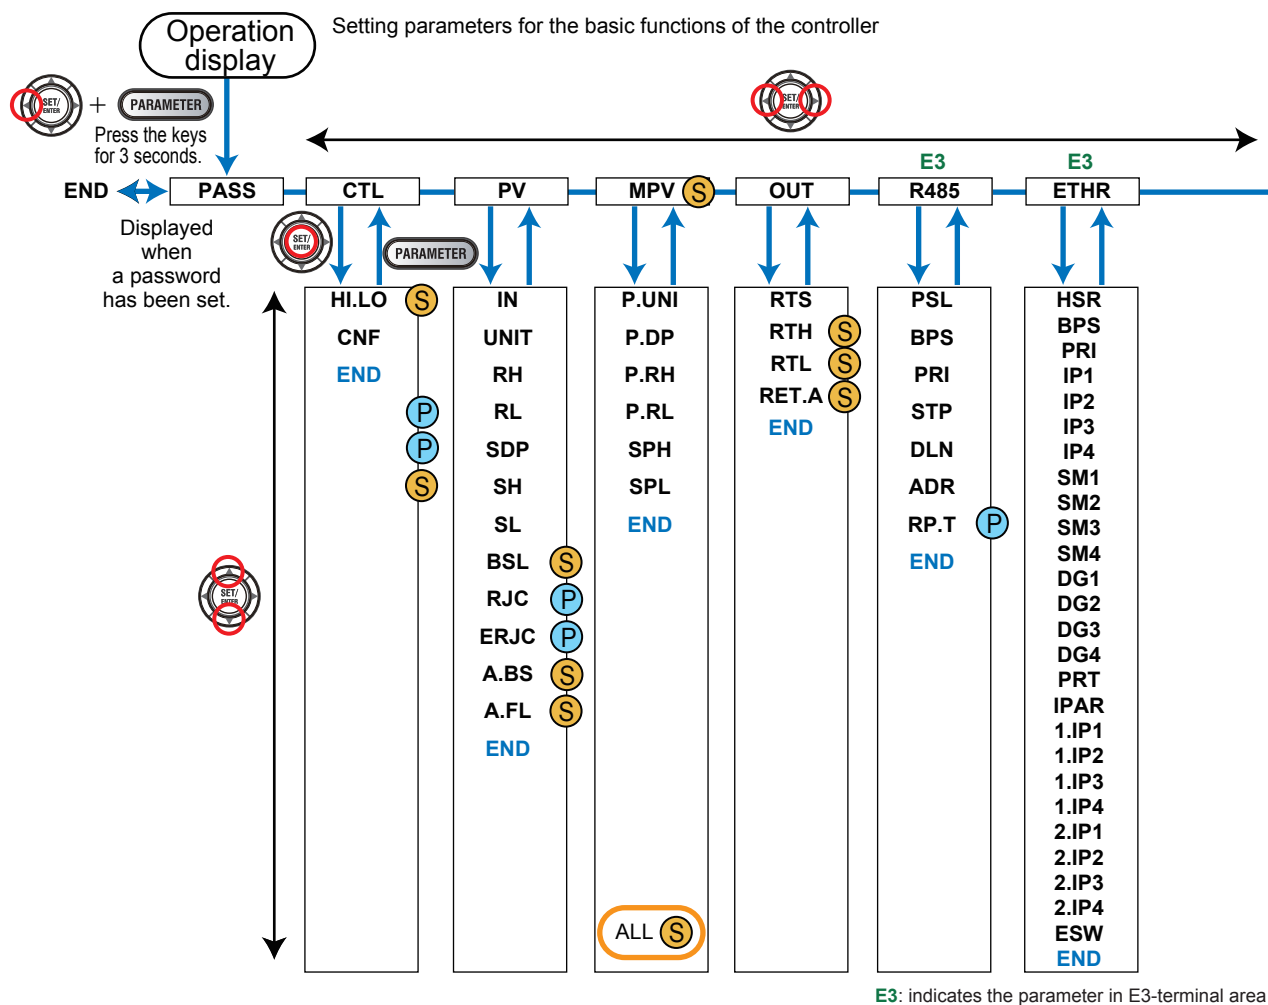 Operation
display
Setting parameters for the basic functions of the controller
SET/
ENTER
+
PARAMETER
SET/
ENTER
Press the keys
for 3 seconds.
E3
E3
END
PASS
CTL
PV
MPV
S
OUT
R485
ETHR
Displayed
when
a password
has been set.
SET/
ENTER
PARAMETER
HI.LO
S
CNF
END
P
P
S
IN
UNIT
RH
RL
SDP
SH
SL
BSL
S
RJC
P
ERJC
P
A.BS
S
A.FL
S
END
P.UNI
P.DP
P.RH
P.RL
SPH
SPL
END
ALL
S
RTS
RTH
S
RTL
S
RET.A
S
END
PSL
BPS
PRI
STP
DLN
ADR
RP.T
P
END
HSR
BPS
PRI
IP1
IP2
IP3
IP4
SM1
SM2
SM3
SM4
DG1
DG2
DG3
DG4
PRT
IPAR
1.IP1
1.IP2
1.IP3
1.IP4
2.IP1
2.IP2
2.IP3
2.IP4
ESW
END
SET/
ENTER
E3: indicates the parameter in E3-terminal area